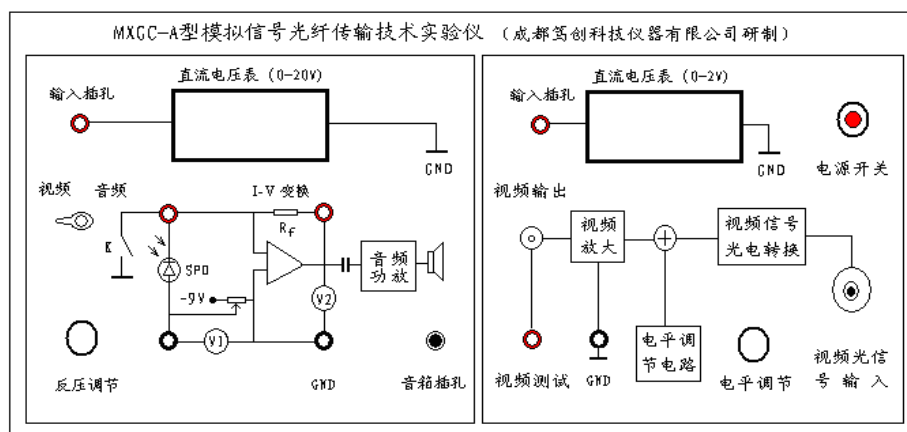 MXGC-A型模拟信号光纤传输技术实验仪 (成都笃创科技仪器有限公司研制)
直流电压表 (0-20V)
输入插孔
GND
视频 音频
I-V 变换
Rf
K
SPD
-9V
V1
V2
音频
功放
反压调节
GND
音箱插孔
直流电压表 (0-2V)
输入插孔
GND
电源开关
视频输出
视频
放大
视频信号
光电转换
电平调
节电路
视频测试
GND
电平调节
视频光信
号输入